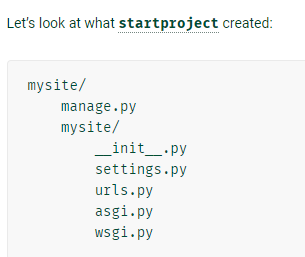 Let's look at what startproject created:
mysite/
    manage.py
    mysite/
        __init__.py
        settings.py
        urls.py
        asgi.py
        wsgi.py